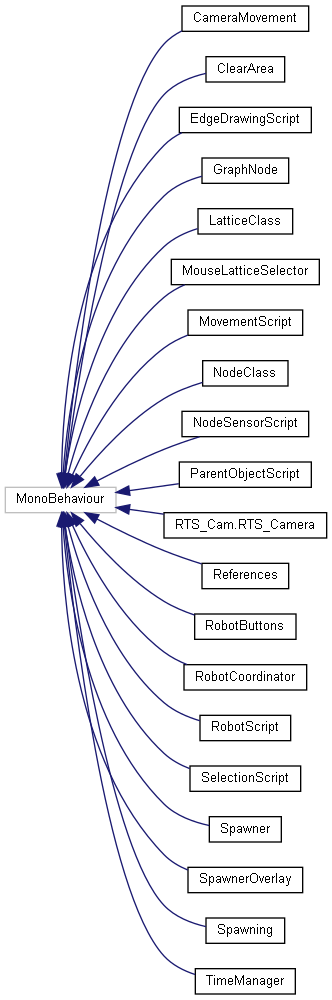 CameraMovement
ClearArea
EdgeDrawingScript
GraphNode
LatticeClass
MouseLatticeSelector
MovementScript
NodeClass
NodeSensorScript
ParentObjectScript
MonoBehaviour
RTS_Cam.RTS_Camera
References
RobotButtons
RobotCoordinator
RobotScript
SelectionScript
Spawner
SpawnerOverlay
Spawning
TimeManager